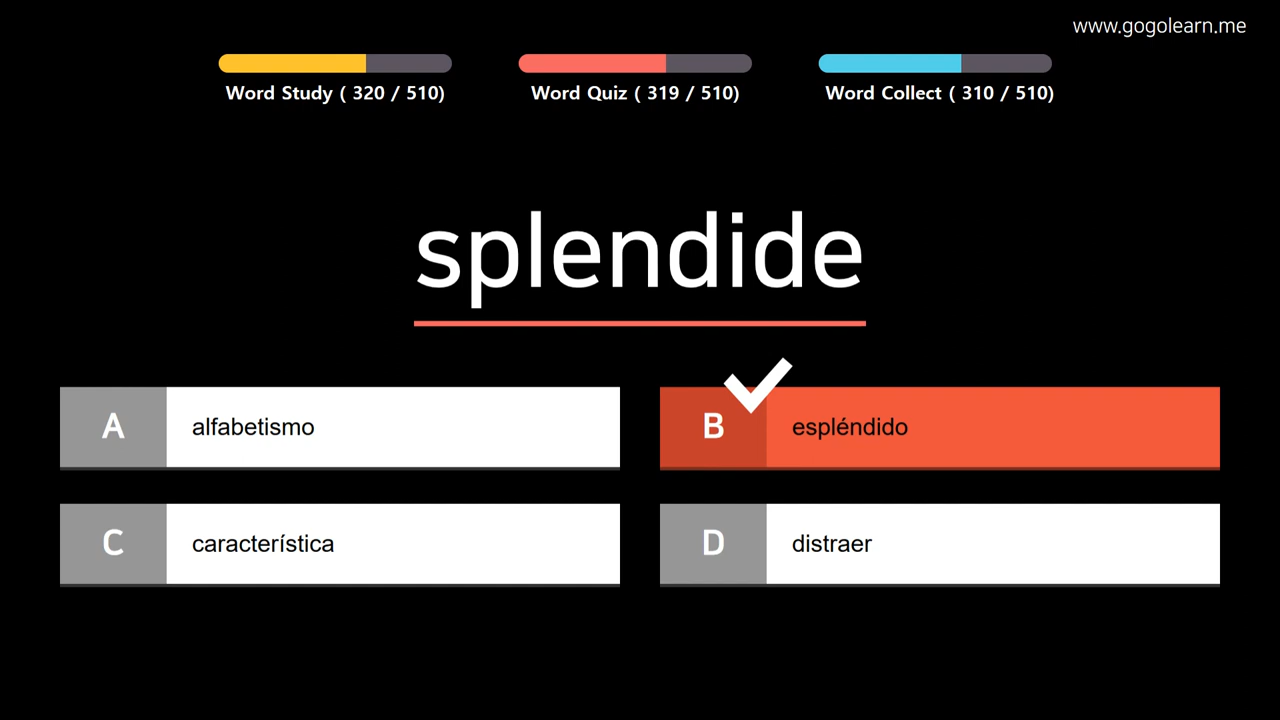 www.gogolearn.me
Word Study ( 320 / 510)
Word Quiz ( 319 / 510)
Word Collect ( 310 / 510)
splendide
A
alfabetismo
B
espléndido
C
característica
D
distraer